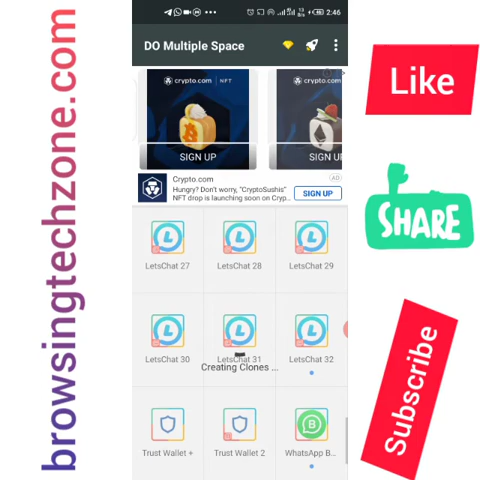 browsingtechzone.com
2:46
DO Multiple Space
crypto.com | NFT
SIGN UP
SIGN U
Crypto.com
AD
Hungry? Don't worry, "CryptoSushis"
NFT drop is launching soon on Cryp...
SIGN UP
LetsChat 27
LetsChat 28
LetsChat 29
LetsChat 30
LetsChat 31
LetsChat 32
Creating Clones ...
Trust Wallet +
Trust Wallet 2
WhatsApp B...
Like
SHARE
Subscribe